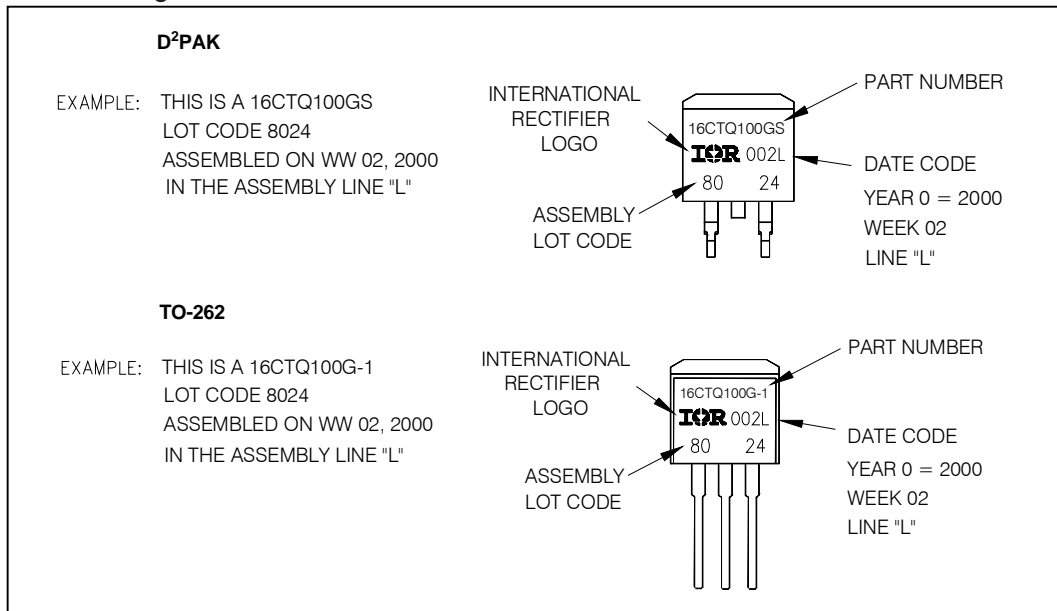 D²PAK
EXAMPLE: THIS IS A 16CTQ100GS
LOT CODE 8024
ASSEMBLED ON WW 02, 2000
IN THE ASSEMBLY LINE "L"
INTERNATIONAL
RECTIFIER
LOGO
ASSEMBLY
LOT CODE
16CTQ100GS
IOR 002L
80 24
PART NUMBER
DATE CODE
YEAR 0 = 2000
WEEK 02
LINE "L"
TO-262
EXAMPLE: THIS IS A 16CTQ100G-1
LOT CODE 8024
ASSEMBLED ON WW 02, 2000
IN THE ASSEMBLY LINE "L"
INTERNATIONAL
RECTIFIER
LOGO
ASSEMBLY
LOT CODE
16CTQ100G-1
IOR 002L
80 24
PART NUMBER
DATE CODE
YEAR 0 = 2000
WEEK 02
LINE "L"